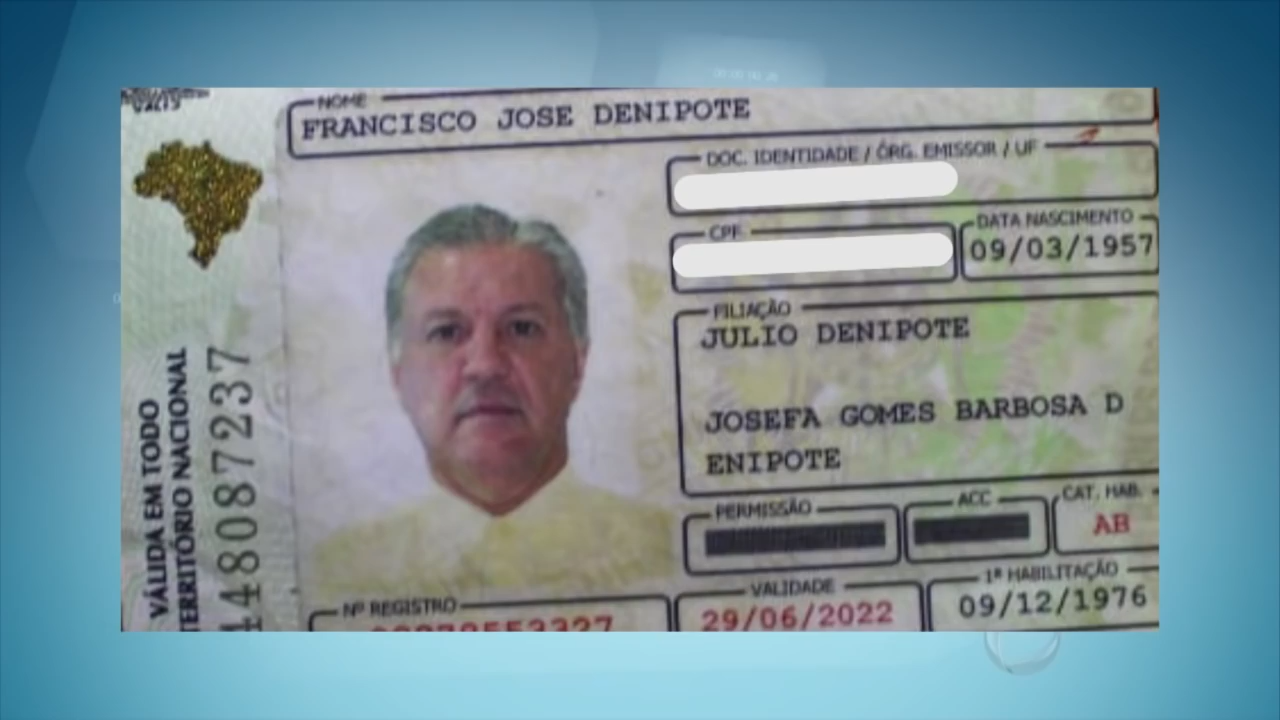 VALIS
NOME
FRANCISCO JOSE DENIPOTE
DOC. IDENTIDADE / ÓRG. EMISSOR / UF
CPF
DATA NASCIMENTO
09/03/1957
FILIAÇÃO
JULIO DENIPOTE
JOSEFA GOMES BARBOSA D
ENIPOTE
PERMISSÃO
ACC
CAT. HAB.
AB
Nº REGISTRO
VALIDADE
29/06/2022
1ª HABILITAÇÃO
09/12/1976
VÁLIDA EM TODO
TERRITÓRIO NACIONAL
1448087237